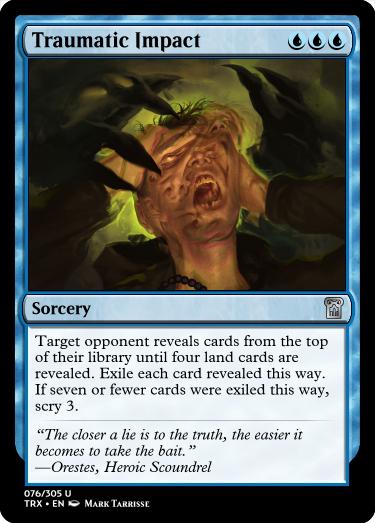 Traumatic Impact
Sorcery
Target opponent reveals cards from the top
of their library until four land cards are
revealed. Exile each card revealed this way.
If seven or fewer cards were exiled this way,
scry 3.
“The closer a lie is to the truth, the easier it
becomes to take the bait.”
—Orestes, Heroic Scoundrel
076/305 U
TRX • EN Mark Tarrisse